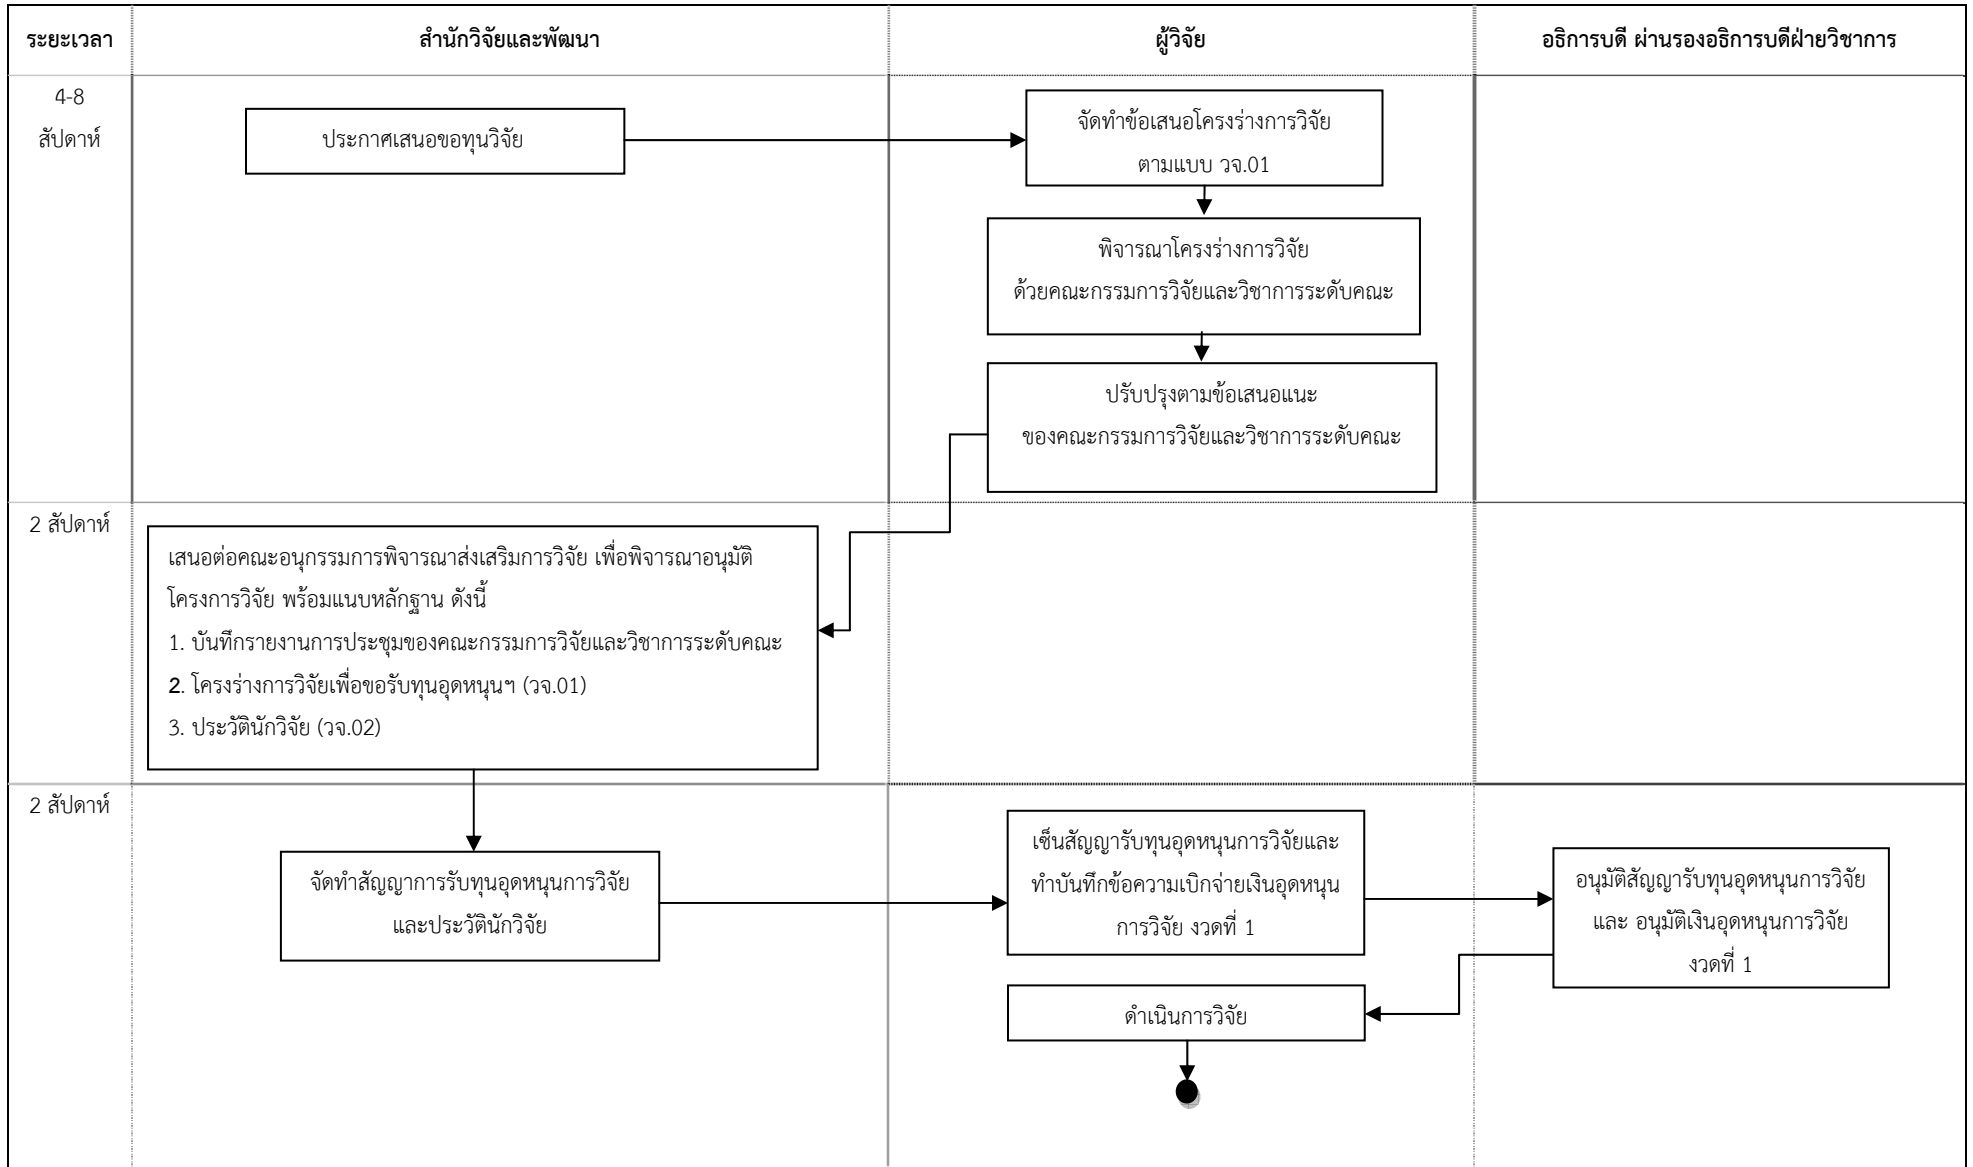 ระยะเวลา
สำนักวิจัยและพัฒนา
ผู้วิจัย
อธิการบดี ผ่านรองอธิการบดีฝ่ายวิชาการ
4-8
สัปดาห์
ประกาศเสนอขอทุนวิจัย
จัดทำข้อเสนอโครงร่างการวิจัย
ตามแบบ วจ.01
พิจารณาโครงร่างการวิจัย
ด้วยคณะกรรมการวิจัยและวิชาการระดับคณะ
ปรับปรุงตามข้อเสนอแนะ
ของคณะกรรมการวิจัยและวิชาการระดับคณะ
2 สัปดาห์
เสนอต่อคณะอนุกรรมการพิจารณาส่งเสริมการวิจัย เพื่อพิจารณาอนุมัติ
โครงการวิจัย พร้อมแนบหลักฐาน ดังนี้
1. บันทึกรายงานการประชุมของคณะกรรมการวิจัยและวิชาการระดับคณะ
2. โครงร่างการวิจัยเพื่อขอรับทุนอุดหนุนฯ (วจ.01)
3. ประวัตินักวิจัย (วจ.02)
2 สัปดาห์
จัดทำสัญญาการรับทุนอุดหนุนการวิจัย
และประวัตินักวิจัย
เซ็นสัญญารับทุนอุดหนุนการวิจัยและ
ทำบันทึกข้อความเบิกจ่ายเงินอุดหนุน
การวิจัย งวดที่ 1
อนุมัติสัญญารับทุนอุดหนุนการวิจัย
และ อนุมัติเงินอุดหนุนการวิจัย
งวดที่ 1
ดำเนินการวิจัย